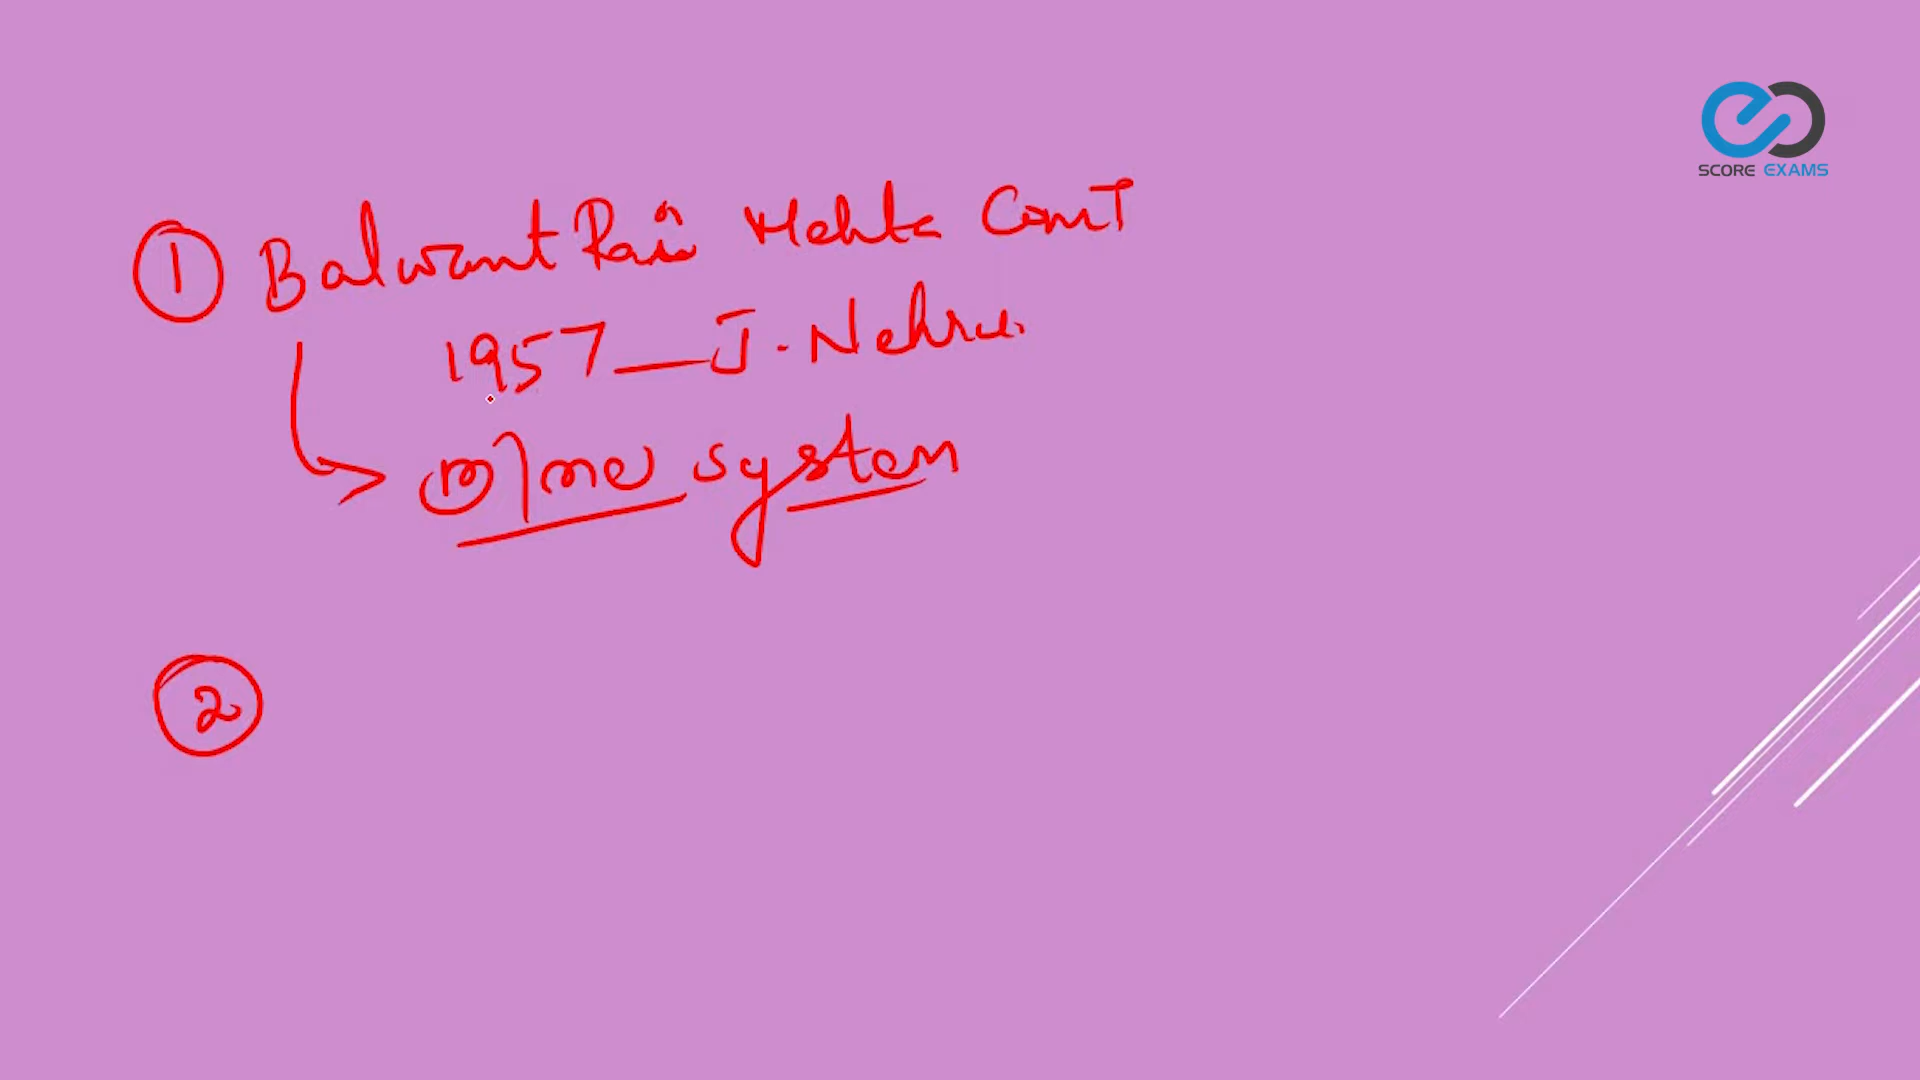 SCORE EXAMS
① Balwant Rai Mehta Comt
1957 — J. Nehru
ത്രിതല system
②